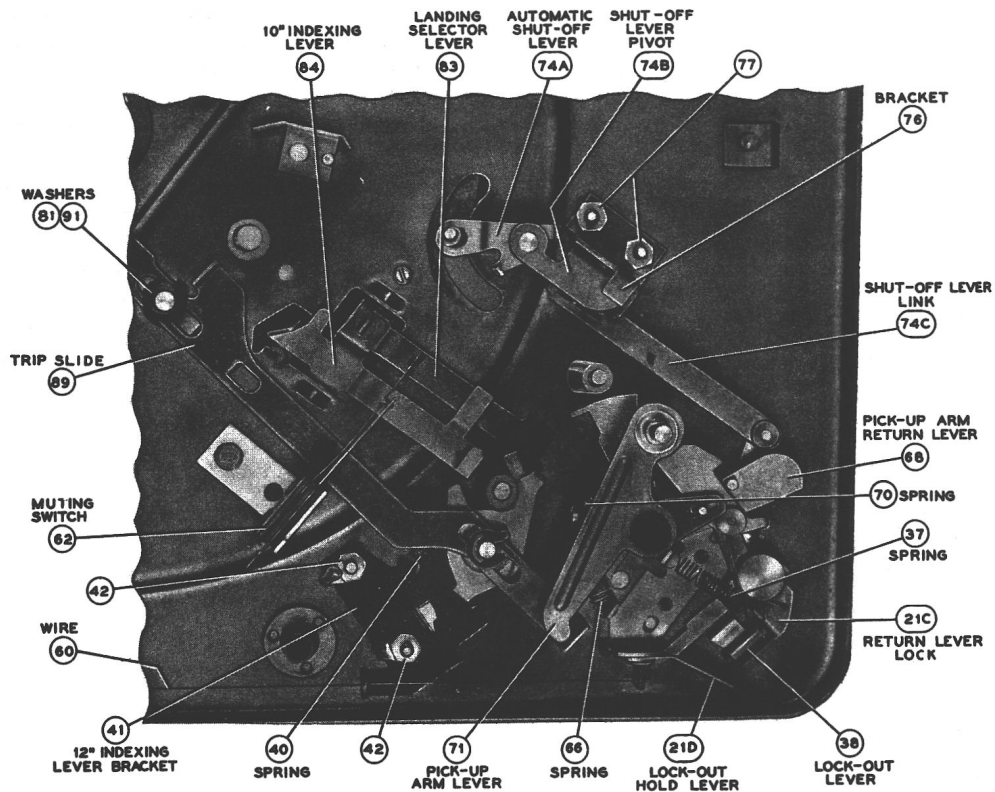 10" INDEXING
LEVER
84
LANDING
SELECTOR
LEVER
83
AUTOMATIC
SHUT-OFF
LEVER
74A
SHUT-OFF
LEVER
PIVOT
74B
77
BRACKET
76
WASHERS
81 91
SHUT-OFF LEVER
LINK
74C
TRIP SLIDE
89
PICK-UP ARM
RETURN LEVER
68
70 SPRING
MUTING
SWITCH
62
37
SPRING
42
21C
RETURN LEVER
LOCK
WIRE
60
41
12" INDEXING
LEVER BRACKET
40
SPRING
42
71
PICK-UP
ARM LEVER
66
SPRING
21D
LOCK-OUT
HOLD LEVER
38
LOCK-OUT
LEVER